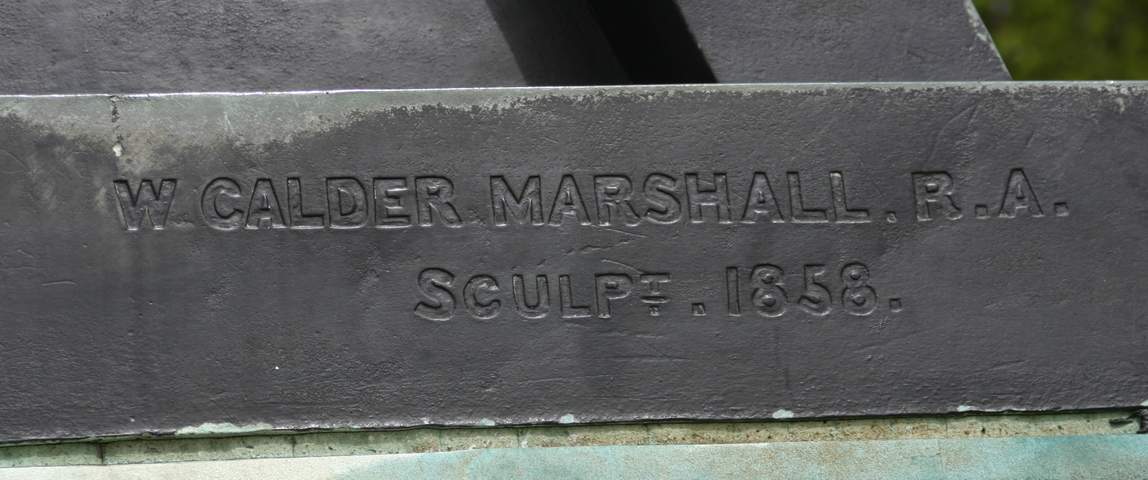 W. CALDER MARSHALL. R.A.
SCULPT. 1858.